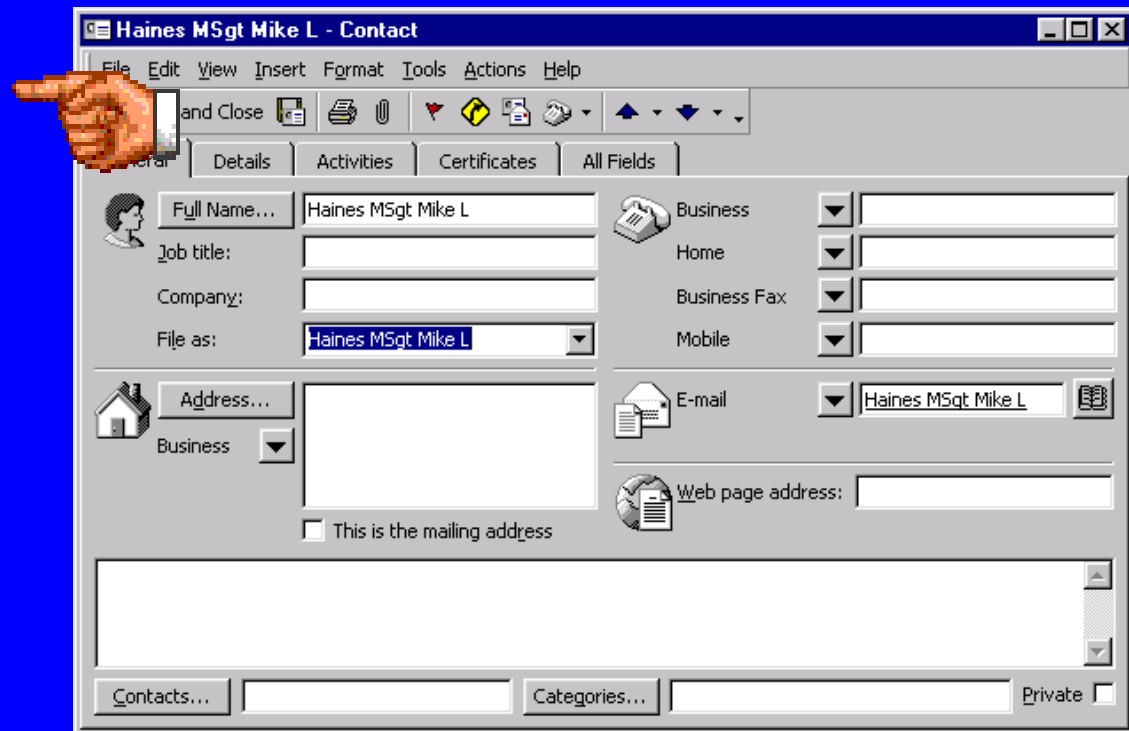 Haines MSgt Mike L - Contact
File Edit View Insert Format Tools Actions Help
and Close
Details Activities Certificates All Fields
Full Name... Haines MSgt Mike L Business
Job title: Home
Company: Business Fax
File as: Haines MSgt Mike L Mobile
Address... E-mail Haines MSgt Mike L
Business
Web page address:
This is the mailing address
Contacts... Categories... Private